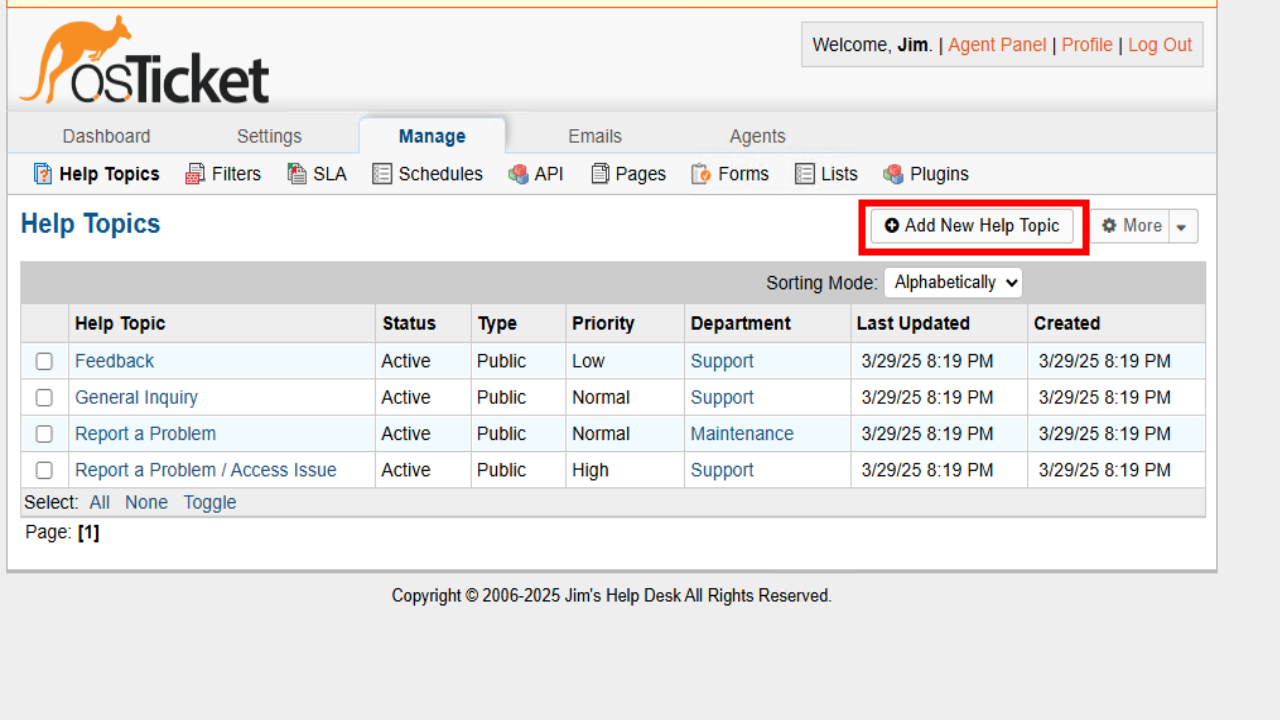 Welcome, Jim. | Agent Panel | Profile | Log Out
osTicket
Dashboard Settings Manage Emails Agents
Help Topics Filters SLA Schedules API Pages Forms Lists Plugins
Help Topics Add New Help Topic More
Sorting Mode: Alphabetically
Help Topic Status Type Priority Department Last Updated Created
Feedback Active Public Low Support 3/29/25 8:19 PM 3/29/25 8:19 PM
General Inquiry Active Public Normal Support 3/29/25 8:19 PM 3/29/25 8:19 PM
Report a Problem Active Public Normal Maintenance 3/29/25 8:19 PM 3/29/25 8:19 PM
Report a Problem / Access Issue Active Public High Support 3/29/25 8:19 PM 3/29/25 8:19 PM
Select: All None Toggle
Page: [1]
Copyright © 2006-2025 Jim's Help Desk All Rights Reserved.